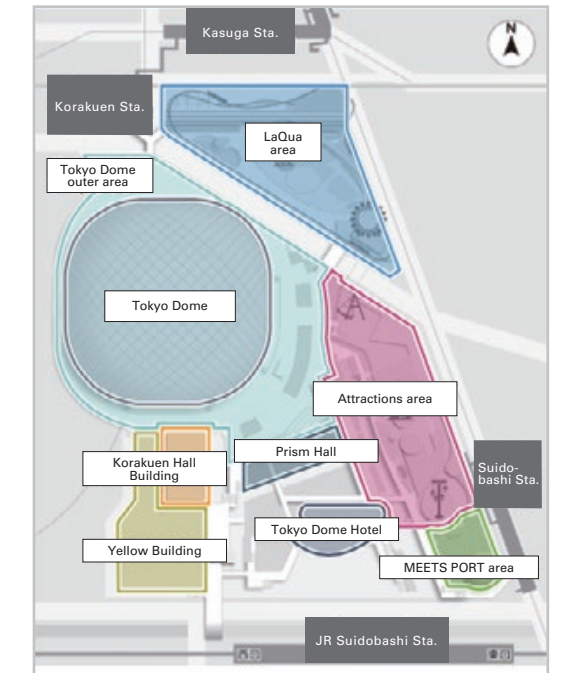 Kasuga Sta.
N
Korakuen Sta.
LaQua
area
Tokyo Dome
outer area
Tokyo Dome
Attractions area
Prism Hall
Korakuen Hall
Building
Suido-
bashi Sta.
Tokyo Dome Hotel
Yellow Building
MEETS PORT area
JR Suidobashi Sta.